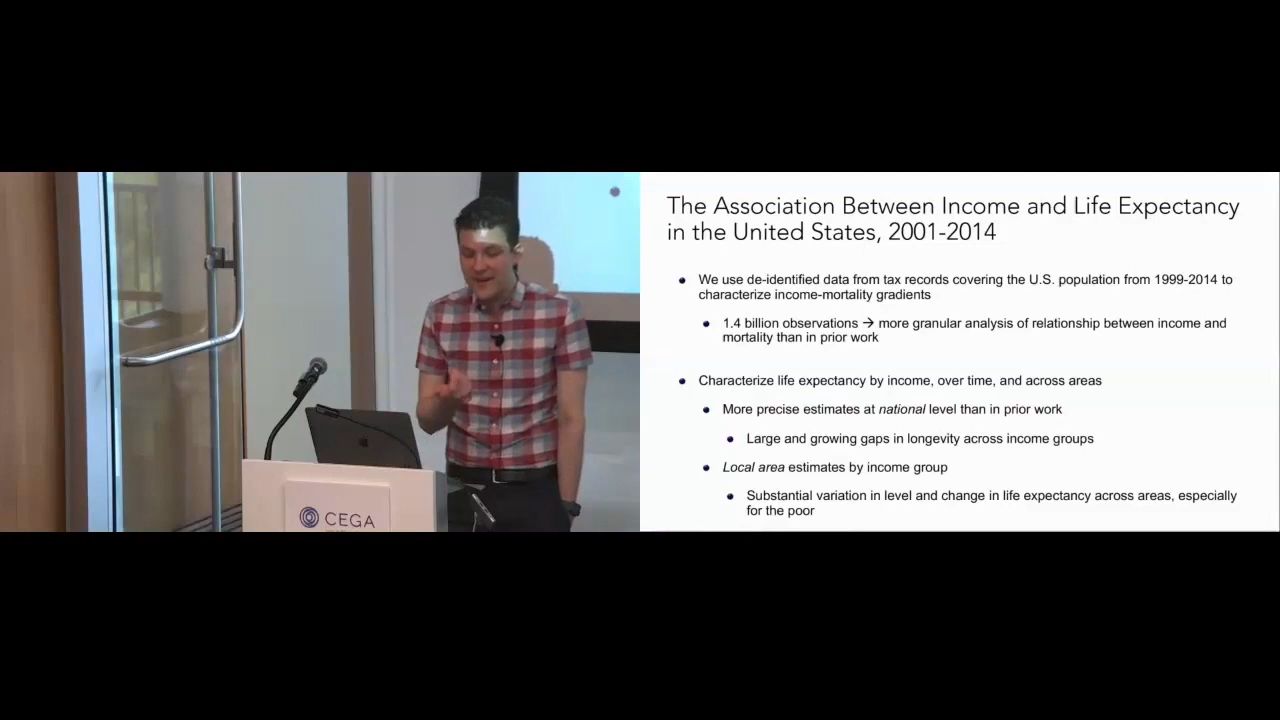 The Association Between Income and Life Expectancy
in the United States, 2001-2014
We use de-identified data from tax records covering the U.S. population from 1999-2014 to
characterize income-mortality gradients
1.4 billion observations → more granular analysis of relationship between income and
mortality than in prior work
Characterize life expectancy by income, over time, and across areas
More precise estimates at national level than in prior work
Large and growing gaps in longevity across income groups
Local area estimates by income group
Substantial variation in level and change in life expectancy across areas, especially
for the poor
CEGA